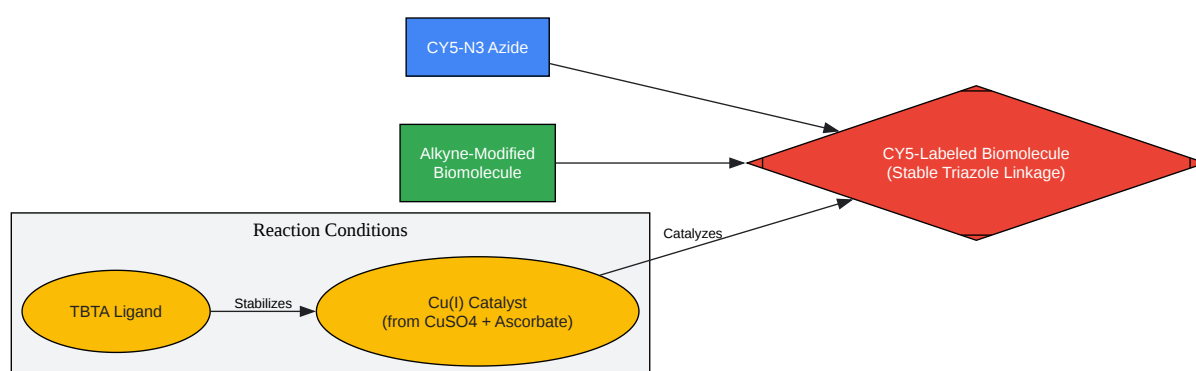 CY5-N3 Azide
Alkyne-Modified
Biomolecule
CY5-Labeled Biomolecule
(Stable Triazole Linkage)
Reaction Conditions
Catalyzes
TBTA Ligand
Stabilizes
Cu(I) Catalyst
(from CuSO4 + Ascorbate)